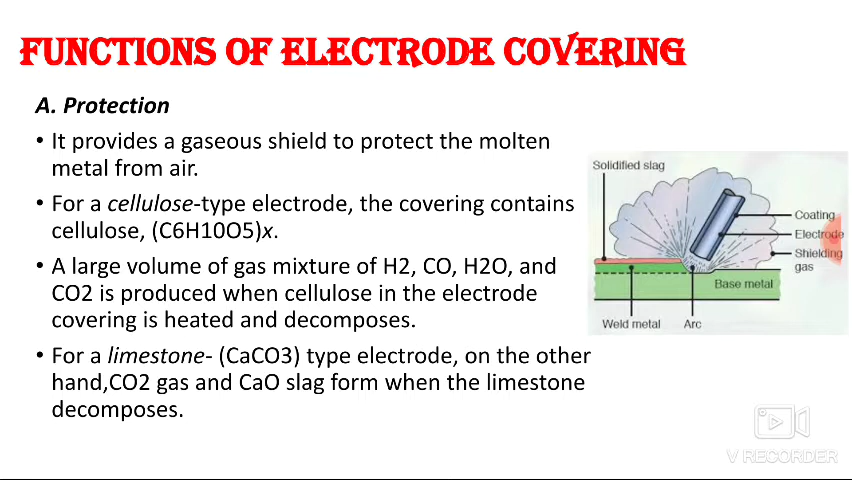 FUNCTIONS OF ELECTRODE COVERING
A. Protection
• It provides a gaseous shield to protect the molten
metal from air.
• For a cellulose-type electrode, the covering contains
cellulose, (C6H10O5)x.
• A large volume of gas mixture of H2, CO, H2O, and
CO2 is produced when cellulose in the electrode
covering is heated and decomposes.
• For a limestone- (CaCO3) type electrode, on the other
hand,CO2 gas and CaO slag form when the limestone
decomposes.
Solidified slag
Coating
Electrode
Shielding
gas
Base metal
Weld metal
Arc
V RECORDER